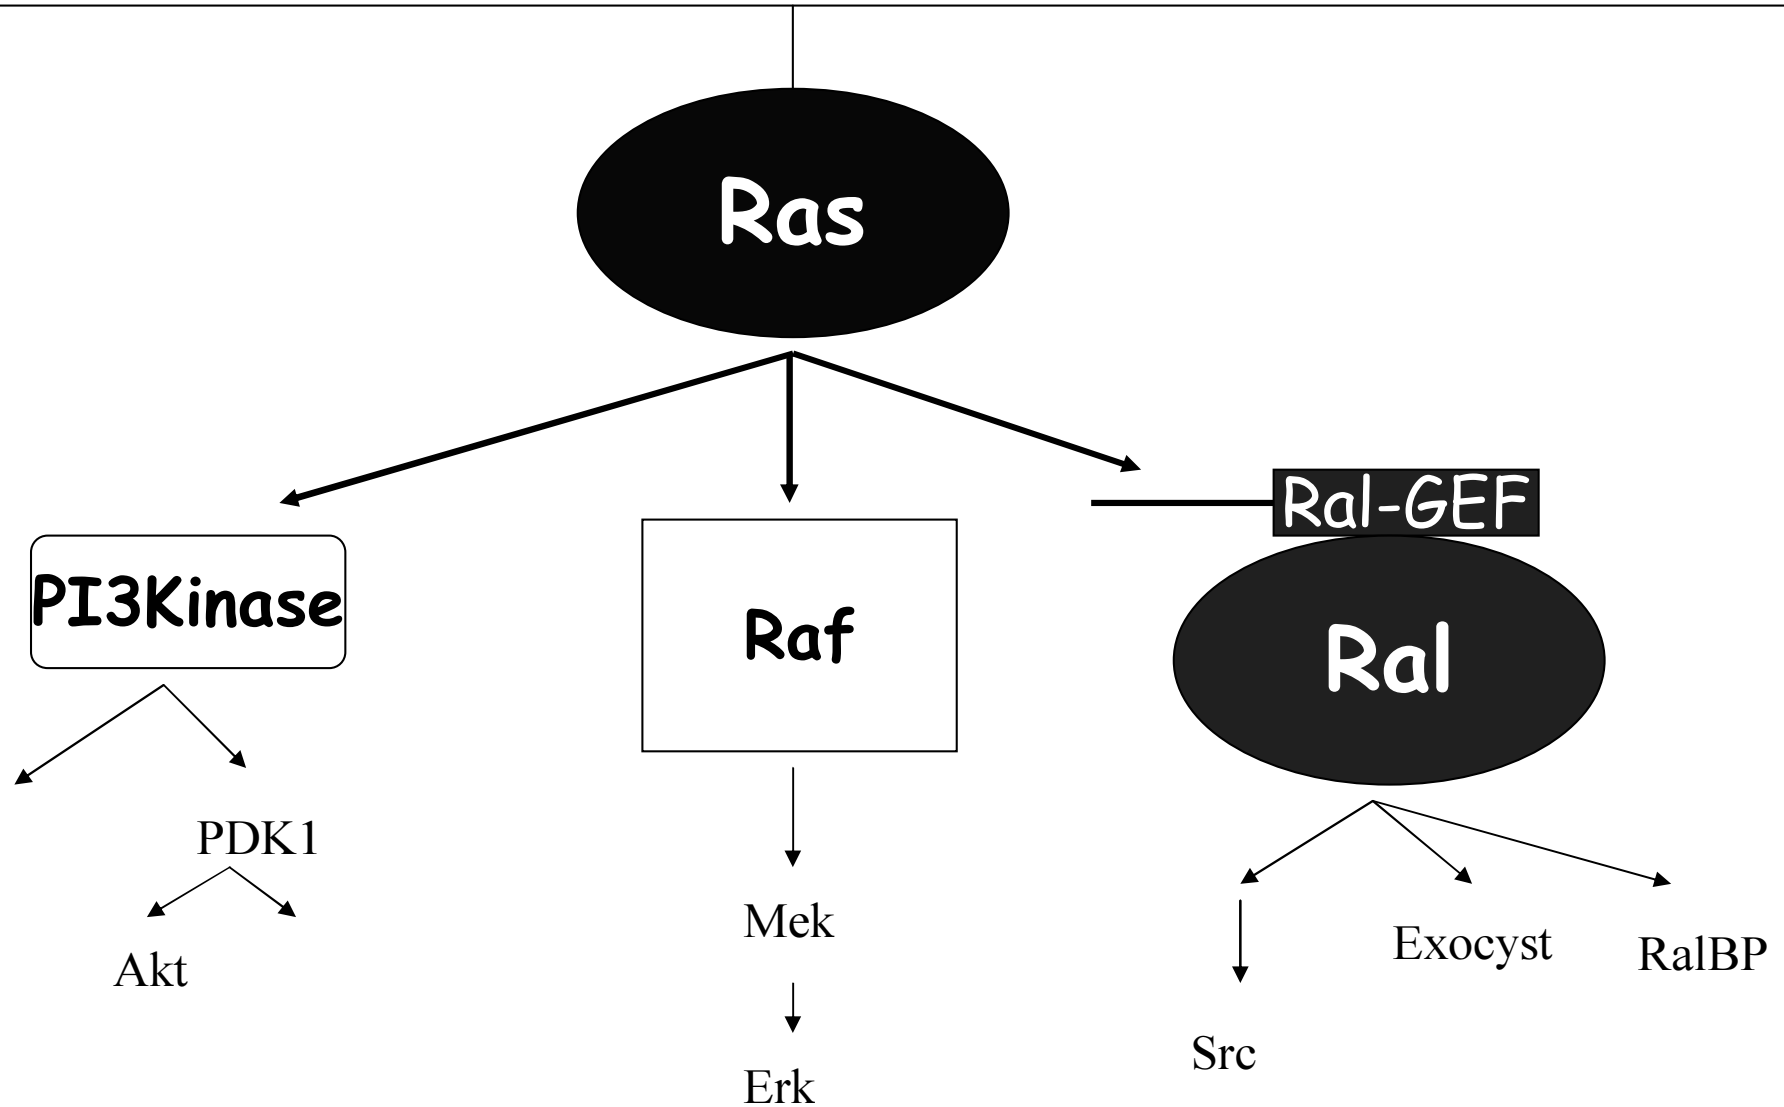 Ras
Ral-GEF
PI3Kinase
Raf
Ral
PDK1
Mek
Exocyst
RalBP
Akt
Src
Erk